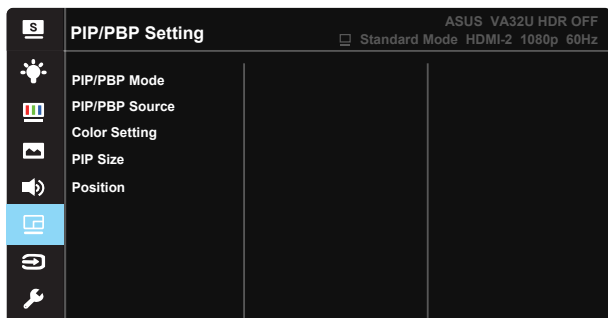 S
ASUS VA32U HDR OFF
PIP/PBP Setting
Standard Mode HDMI-2 1080p 60Hz
PIP/PBP Mode
PIP/PBP Source
Color Setting
PIP Size
Position